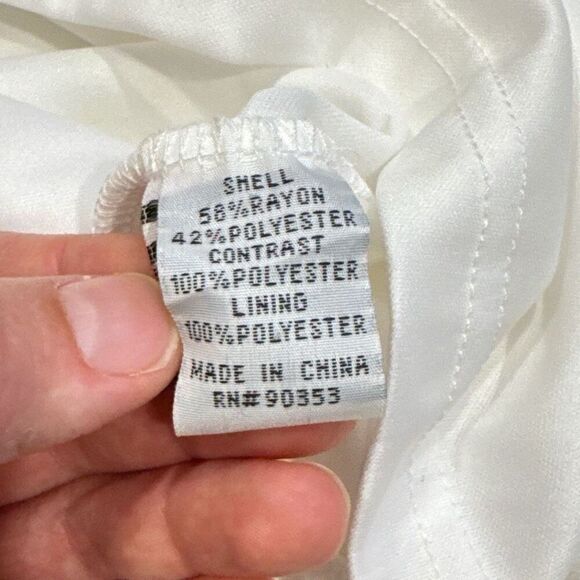 SHELL
58%RAYON
42%POLYESTER
CONTRAST
100%POLYESTER
LINING
100%POLYESTER
MADE IN CHINA
RN#90353